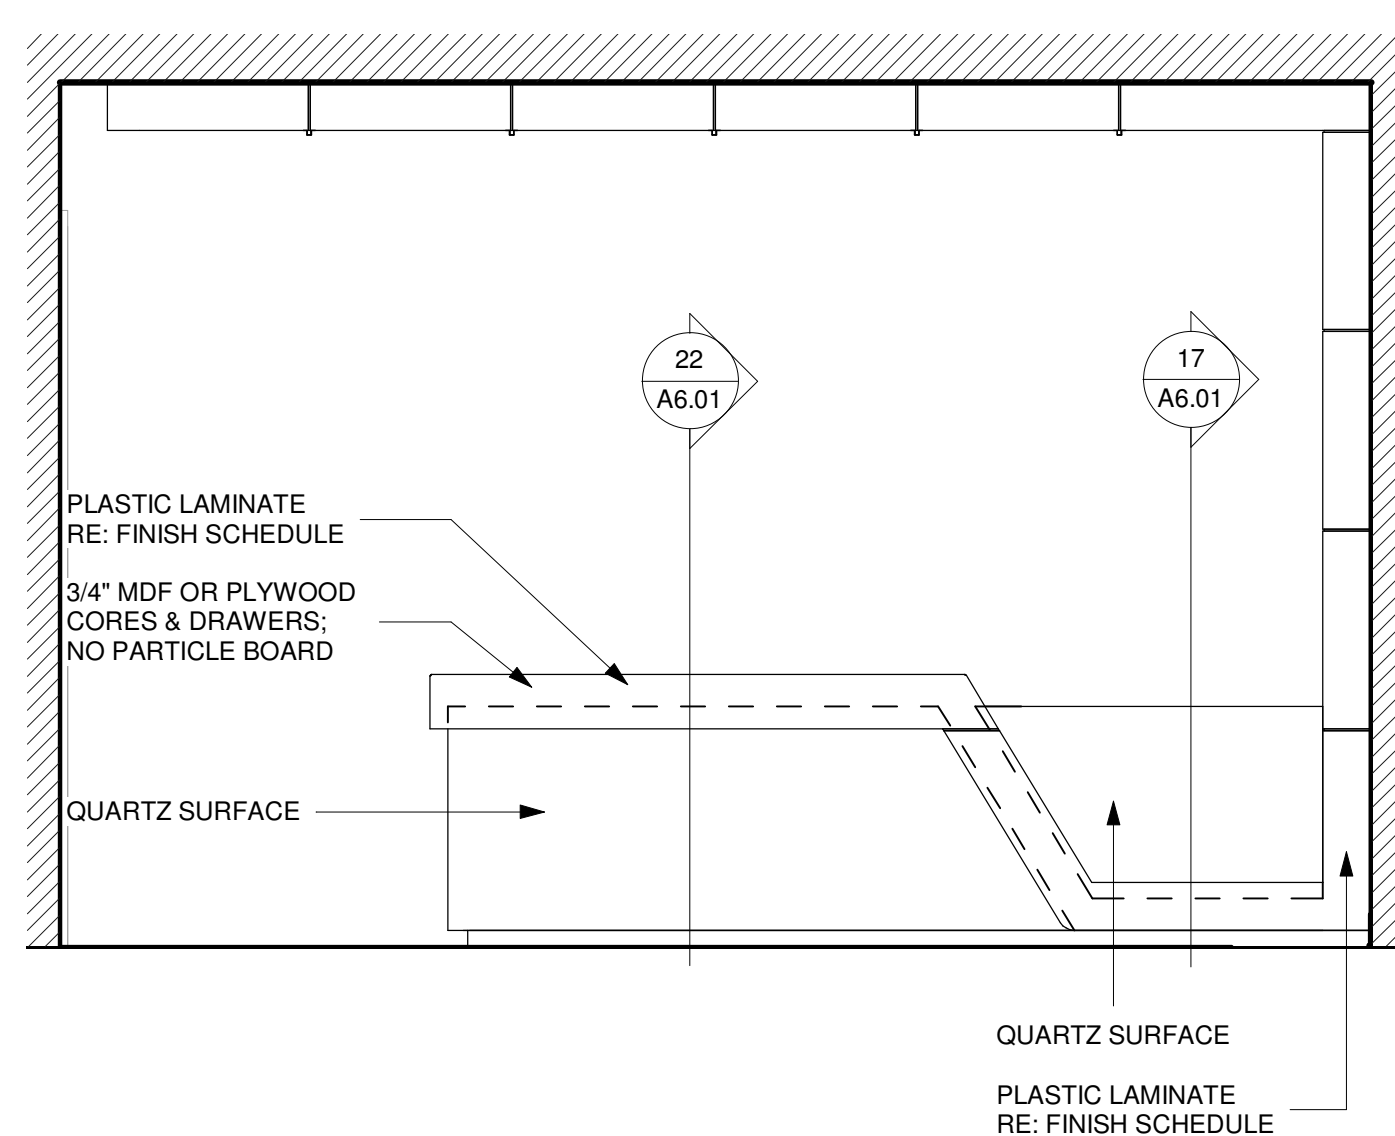 22
A6.01
17
A6.01
PLASTIC LAMINATE
RE: FINISH SCHEDULE
3/4" MDF OR PLYWOOD
CORES & DRAWERS;
NO PARTICLE BOARD
QUARTZ SURFACE
QUARTZ SURFACE
PLASTIC LAMINATE
RE: FINISH SCHEDULE